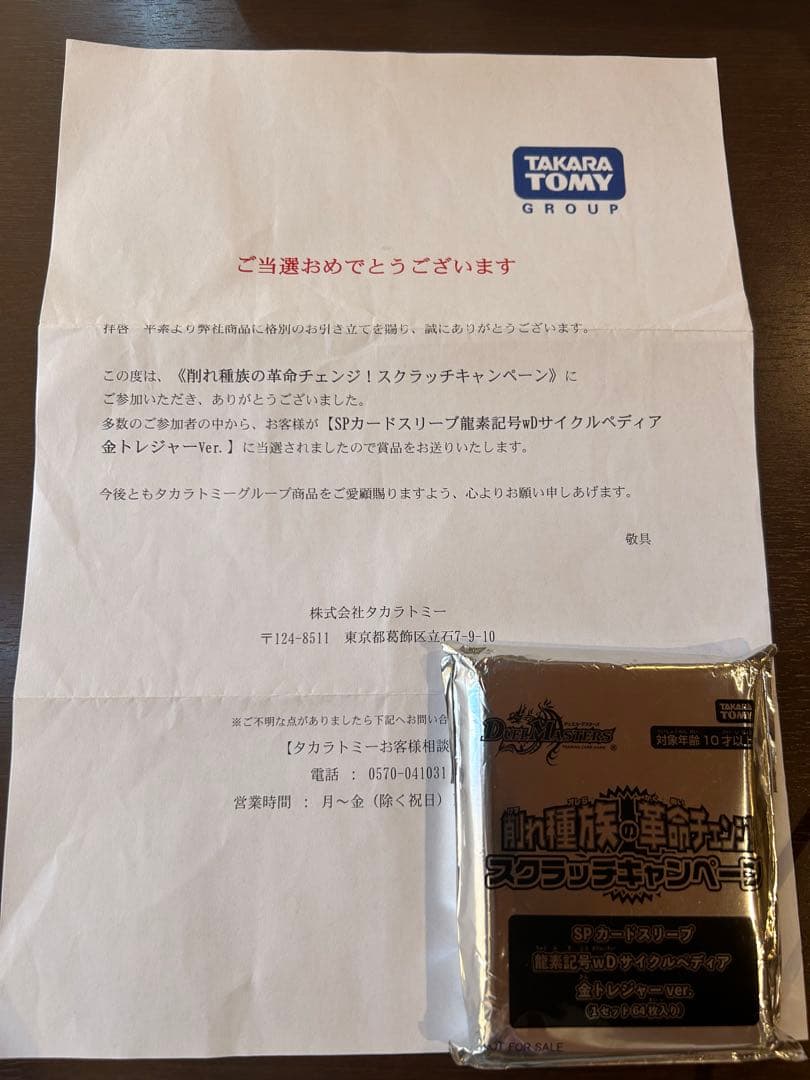 TAKARA
TOMY
GROUP
ご当選おめでとうございます
拝啓　平素より弊社商品に格別のお引き立てを賜り、誠にありがとうございます。
この度は、《削れ種族の革命チェンジ！スクラッチキャンペーン》に
ご参加いただき、ありがとうございました。
多数のご参加者の中から、お客様が【SPカードスリーブ龍素記号wDサイクルペディア
金トレジャーVer.】に当選されましたので賞品をお送りいたします。
今後ともタカラトミーグループ商品をご愛顧賜りますよう、心よりお願い申しあげます。
敬具
株式会社タカラトミー
〒124-8511　東京都葛飾区立石7-9-10
※ご不明な点がありましたら下記へお問い合
【タカラトミーお客様相談
電話 ： 0570-041031
営業時間 ： 月～金（除く祝日）
DUEL MASTERS
TAKARA
TOMY
対象年齢 10才以上
削れ種族の革命チェンジ
スクラッチキャンペーン
SPカードスリーブ
龍素記号wDサイクルペディア
金トレジャーver.
(1セット64枚入り)
NOT FOR SALE